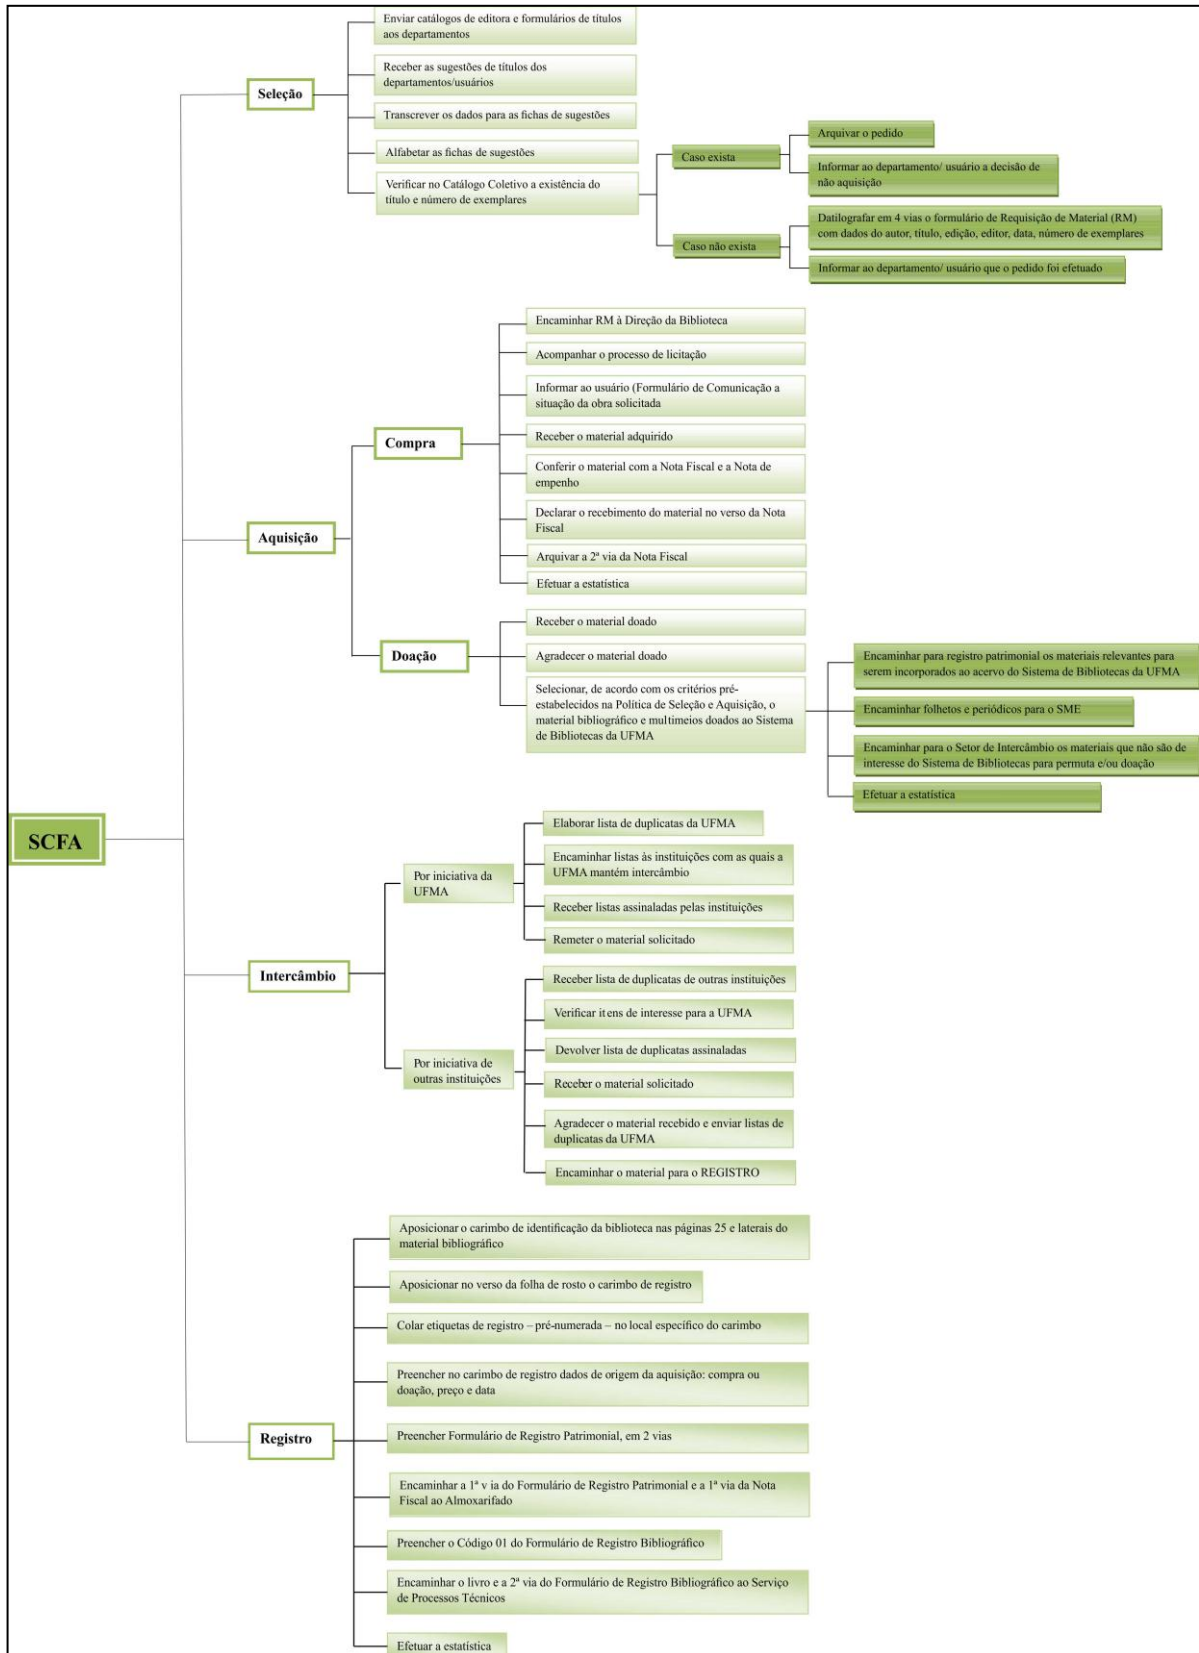 Enviar catálogos de editora e formulários de títulos
aos departamentos
Receber as sugestões de títulos dos
departamentos/usuários
Seleção
Transcrever os dados para as fichas de sugestões
Alfabetar as fichas de sugestões
Verificar no Catálogo Coletivo a existência do
título e número de exemplares
Caso exista
Arquivar o pedido
Informar ao departamento/ usuário a decisão de
não aquisição
Caso não exista
Datilografar em 4 vias o formulário de Requisição de Material (RM)
com dados do autor, título, edição, editor, data, número de exemplares
Informar ao departamento/ usuário que o pedido foi efetuado
Aquisição
Compra
Encaminhar RM à Direção da Biblioteca
Acompanhar o processo de licitação
Informar ao usuário (Formulário de Comunicação a
situação da obra solicitada
Receber o material adquirido
Conferir o material com a Nota Fiscal e a Nota de
empenho
Declarar o recebimento do material no verso da Nota
Fiscal
Arquivar a 2ª via da Nota Fiscal
Efetuar a estatística
Doação
Receber o material doado
Agradecer o material doado
Selecionar, de acordo com os critérios pré-
estabelecidos na Política de Seleção e Aquisição, o
material bibliográfico e multimeios doados ao Sistema
de Bibliotecas da UFMA
Encaminhar para registro patrimonial os materiais relevantes para
serem incorporados ao acervo do Sistema de Bibliotecas da UFMA
Encaminhar folhetos e periódicos para o SME
Encaminhar para o Setor de Intercâmbio os materiais que não são de
interesse do Sistema de Bibliotecas para permuta e/ou doação
Efetuar a estatística
SCFA
Intercâmbio
Por iniciativa da
UFMA
Elaborar lista de duplicatas da UFMA
Encaminhar listas às instituições com as quais a
UFMA mantém intercâmbio
Receber listas assinaladas pelas instituições
Remeter o material solicitado
Por iniciativa de
outras instituições
Receber lista de duplicatas de outras instituições
Verificar itens de interesse para a UFMA
Devolver lista de duplicatas assinaladas
Receber o material solicitado
Agradecer o material recebido e enviar listas de
duplicatas da UFMA
Encaminhar o material para o REGISTRO
Registro
Aposicionar o carimbo de identificação da biblioteca nas páginas 25 e laterais do
material bibliográfico
Aposicionar no verso da folha de rosto o carimbo de registro
Colar etiquetas de registro – pré-numerada – no local específico do carimbo
Preencher no carimbo de registro dados de origem da aquisição: compra ou
doação, preço e data
Preencher Formulário de Registro Patrimonial, em 2 vias
Encaminhar a 1ª v ia do Formulário de Registro Patrimonial e a 1ª via da Nota
Fiscal ao Almoxarifado
Preencher o Código 01 do Formulário de Registro Bibliográfico
Encaminhar o livro e a 2ª via do Formulário de Registro Bibliográfico ao Serviço
de Processos Técnicos
Efetuar a estatística